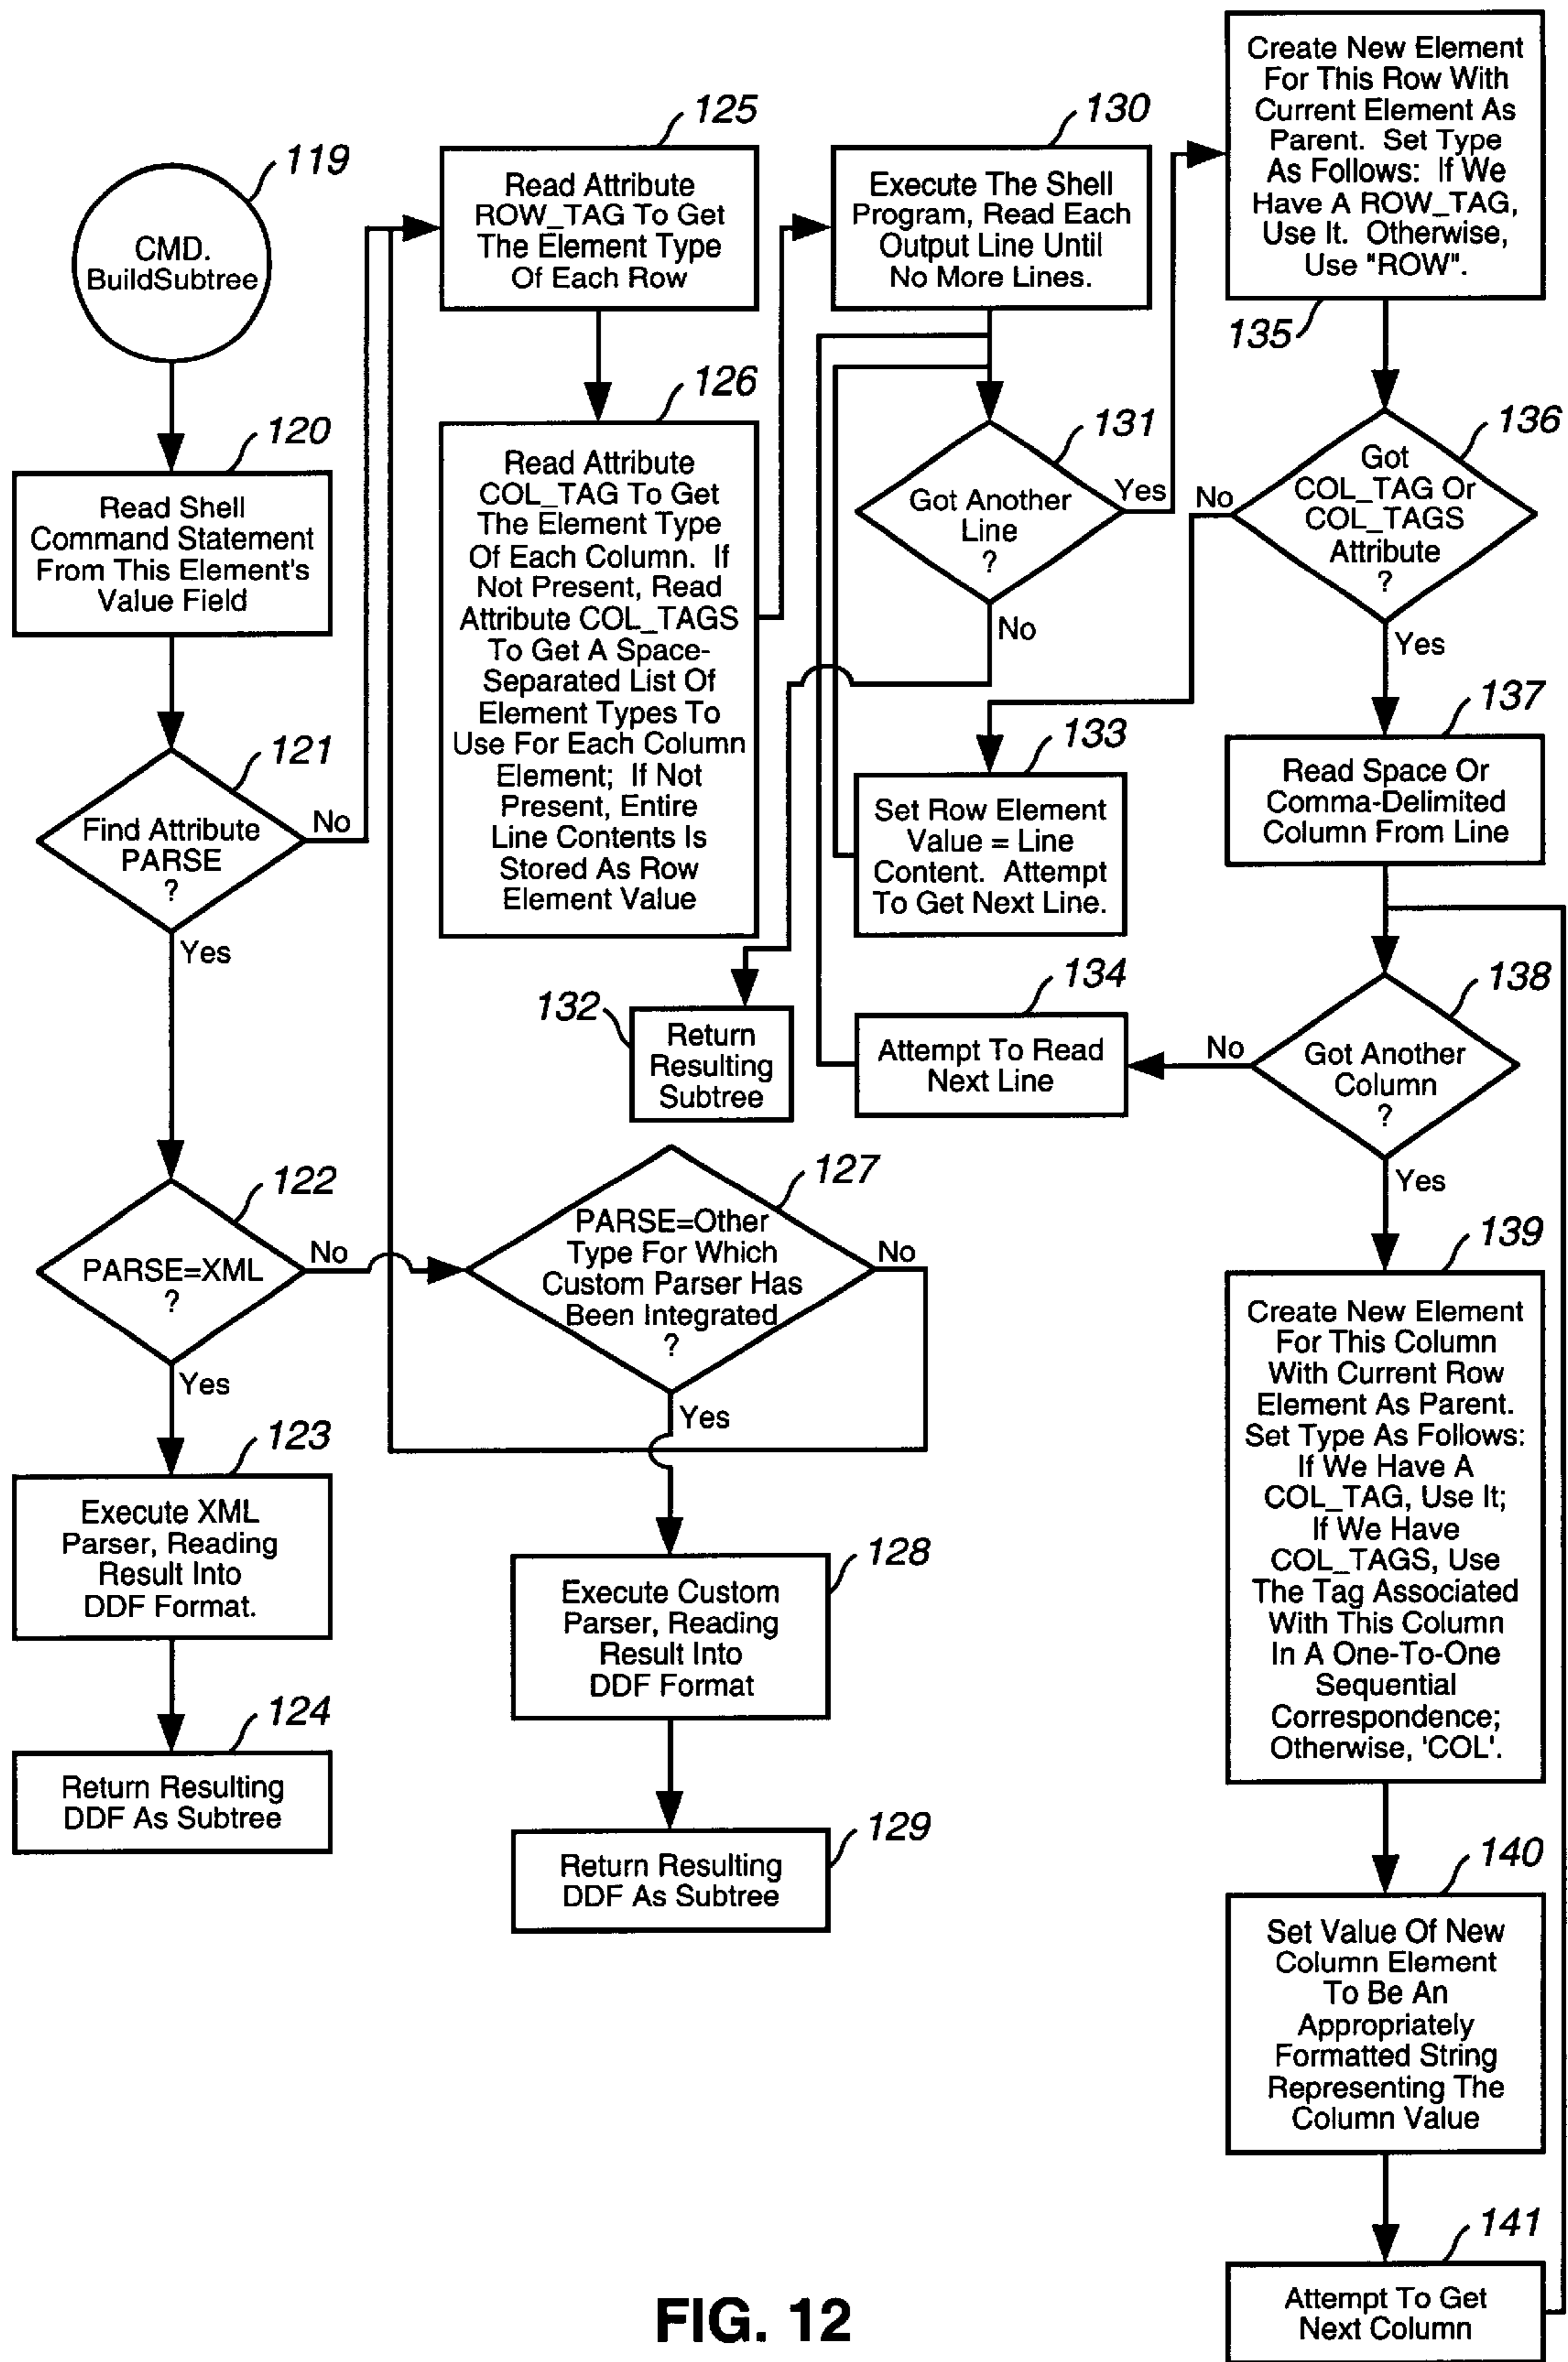 119
CMD.
BuildSubtree
120
Read Shell
Command Statement
From This Element's
Value Field
121
Find Attribute
PARSE
?
No
Yes
122
PARSE=XML
?
No
Yes
123
Execute XML
Parser, Reading
Result Into
DDF Format.
124
Return Resulting
DDF As Subtree
125
Read Attribute
ROW_TAG To Get
The Element Type
Of Each Row
126
Read Attribute
COL_TAG To Get
The Element Type
Of Each Column. If
Not Present, Read
Attribute COL_TAGS
To Get A Space-
Separated List Of
Element Types To
Use For Each Column
Element; If Not
Present, Entire
Line Contents Is
Stored As Row
Element Value
127
PARSE=Other
Type For Which
Custom Parser Has
Been Integrated
?
No
Yes
128
Execute Custom
Parser, Reading
Result Into
DDF Format
129
Return Resulting
DDF As Subtree
130
Execute The Shell
Program, Read Each
Output Line Until
No More Lines.
131
Got Another
Line
?
Yes
No
132
Return
Resulting
Subtree
133
Set Row Element
Value = Line
Content. Attempt
To Get Next Line.
134
Attempt To Read
Next Line
Create New Element
For This Row With
Current Element As
Parent. Set Type
As Follows: If We
Have A ROW_TAG,
Use It. Otherwise,
Use "ROW".
135
136
Got
COL_TAG Or
COL_TAGS
Attribute
?
No
Yes
137
Read Space Or
Comma-Delimited
Column From Line
138
Got Another
Column
?
No
Yes
139
Create New Element
For This Column
With Current Row
Element As Parent.
Set Type As Follows:
If We Have A
COL_TAG, Use It;
If We Have
COL_TAGS, Use
The Tag Associated
With This Column
In A One-To-One
Sequential
Correspondence;
Otherwise, 'COL'.
140
Set Value Of New
Column Element
To Be An
Appropriately
Formatted String
Representing The
Column Value
141
Attempt To Get
Next Column
FIG. 12